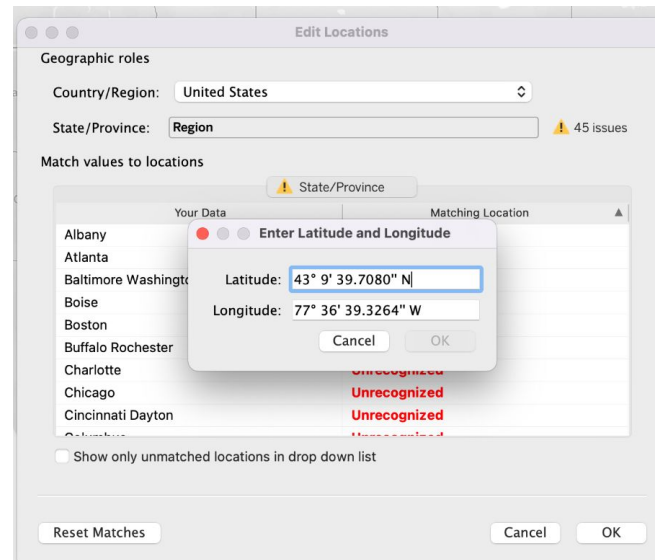 Edit Locations
Geographic roles
Country/Region: United States
State/Province: Region 45 issues
Match values to locations
State/Province
Your Data Matching Location
Albany
Atlanta
Baltimore Washingt
Boise
Boston
Buffalo Rochester
Charlotte Unrecognized
Chicago Unrecognized
Cincinnati Dayton Unrecognized
Enter Latitude and Longitude
Latitude: 43° 9' 39.7080" N
Longitude: 77° 36' 39.3264" W
Cancel OK
Show only unmatched locations in drop down list
Reset Matches Cancel OK